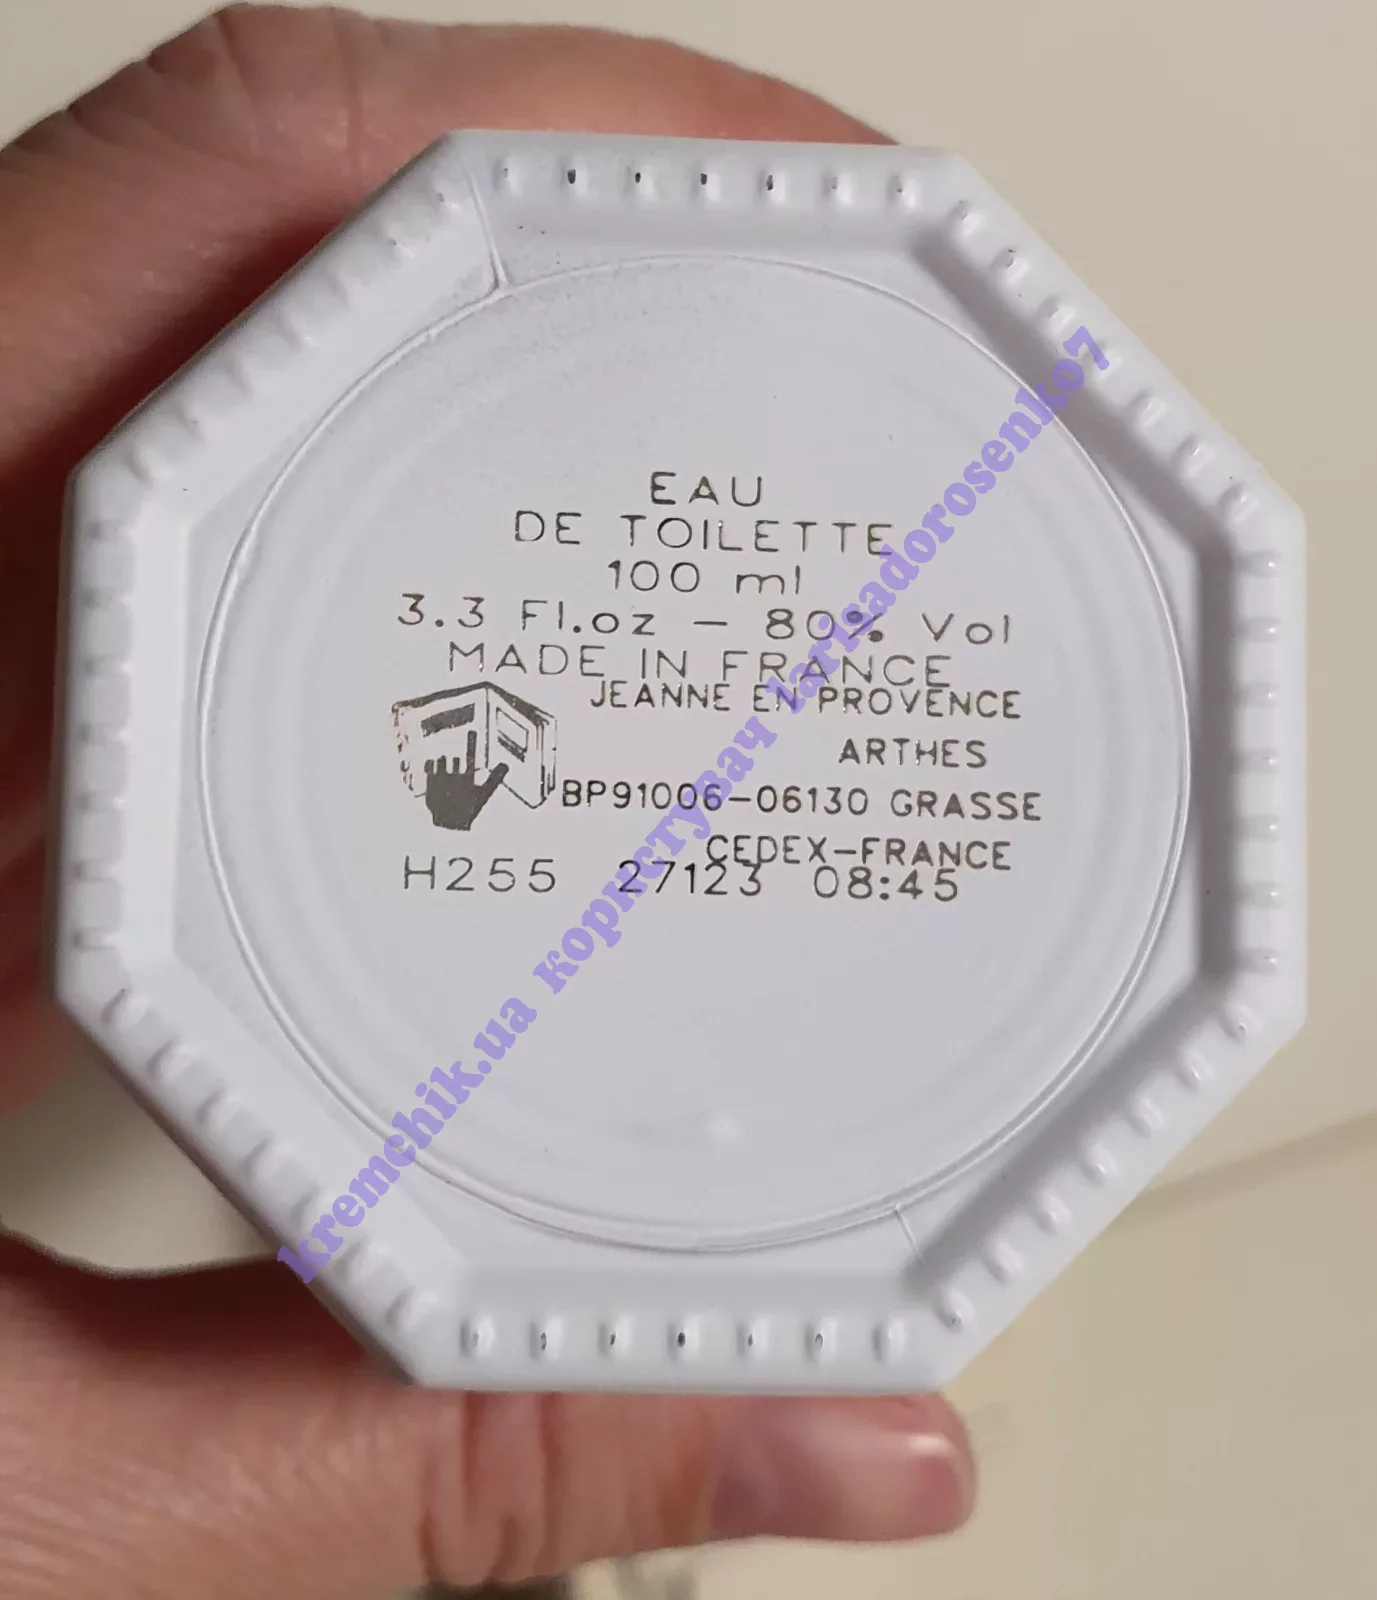 EAU
DE TOILETTE
100 ml
3.3 Fl.oz – 80% Vol
MADE IN FRANCE
JEANNE EN PROVENCE
ARTHES
BP91006-06130 GRASSE
CEDEX-FRANCE
H255 27123 08:45
kremchik.ua користувач larisadorosenko7